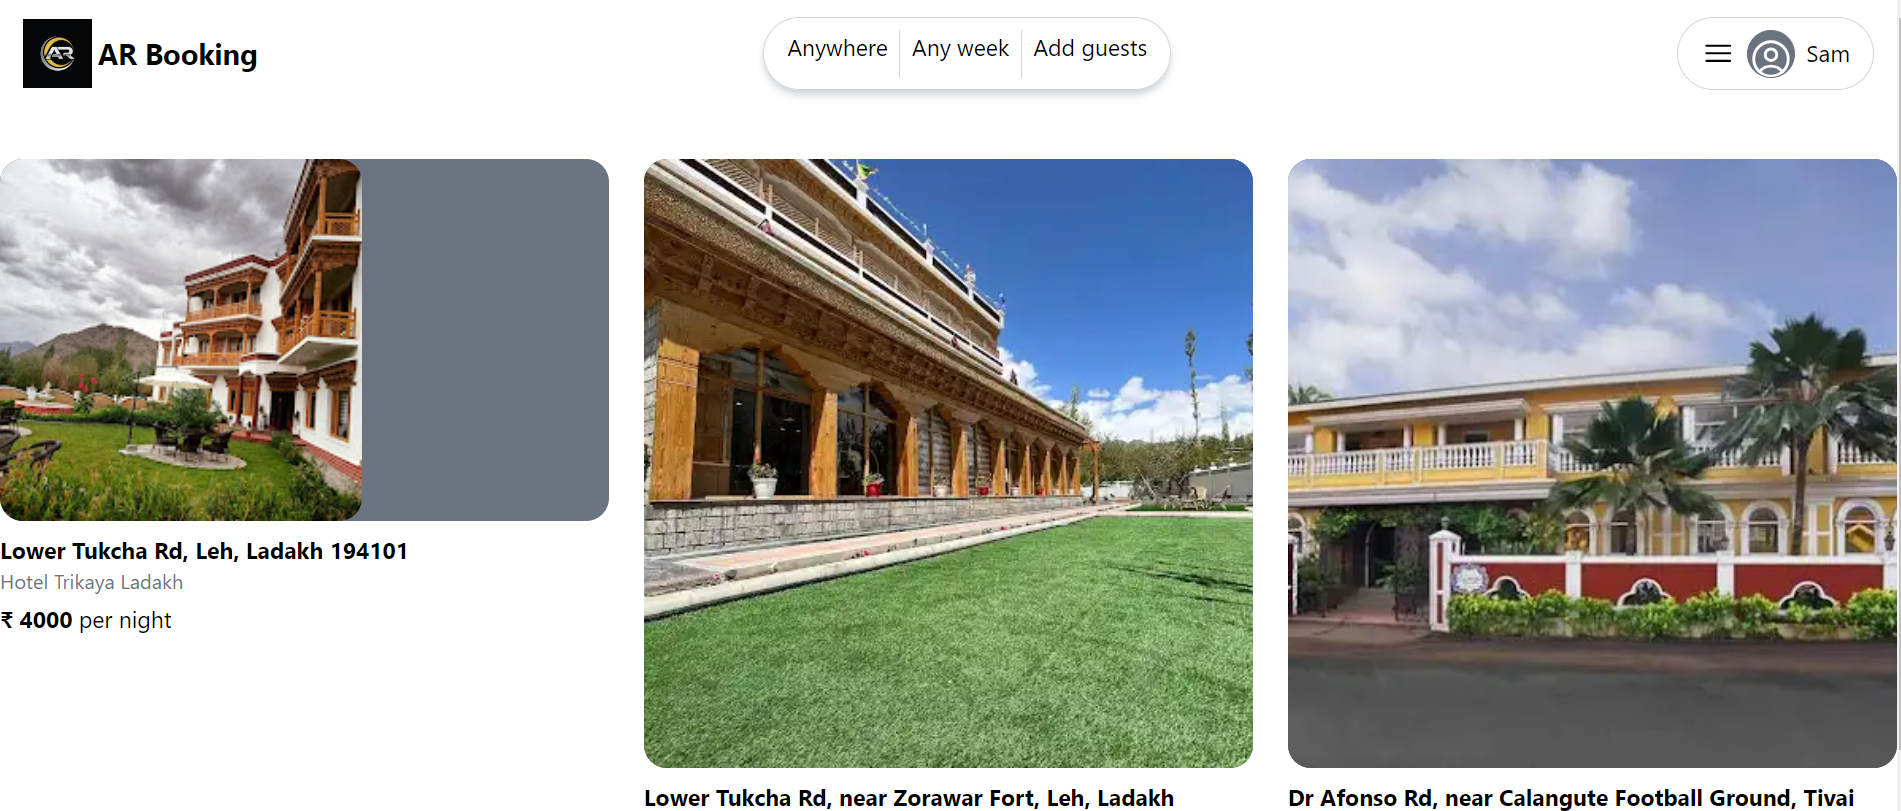 AR
AR Booking
Anywhere
Any week
Add guests
Sam
Lower Tukcha Rd, Leh, Ladakh 194101
Hotel Trikaya Ladakh
₹ 4000 per night
Lower Tukcha Rd, near Zorawar Fort, Leh, Ladakh
Dr Afonso Rd, near Calangute Football Ground, Tivai